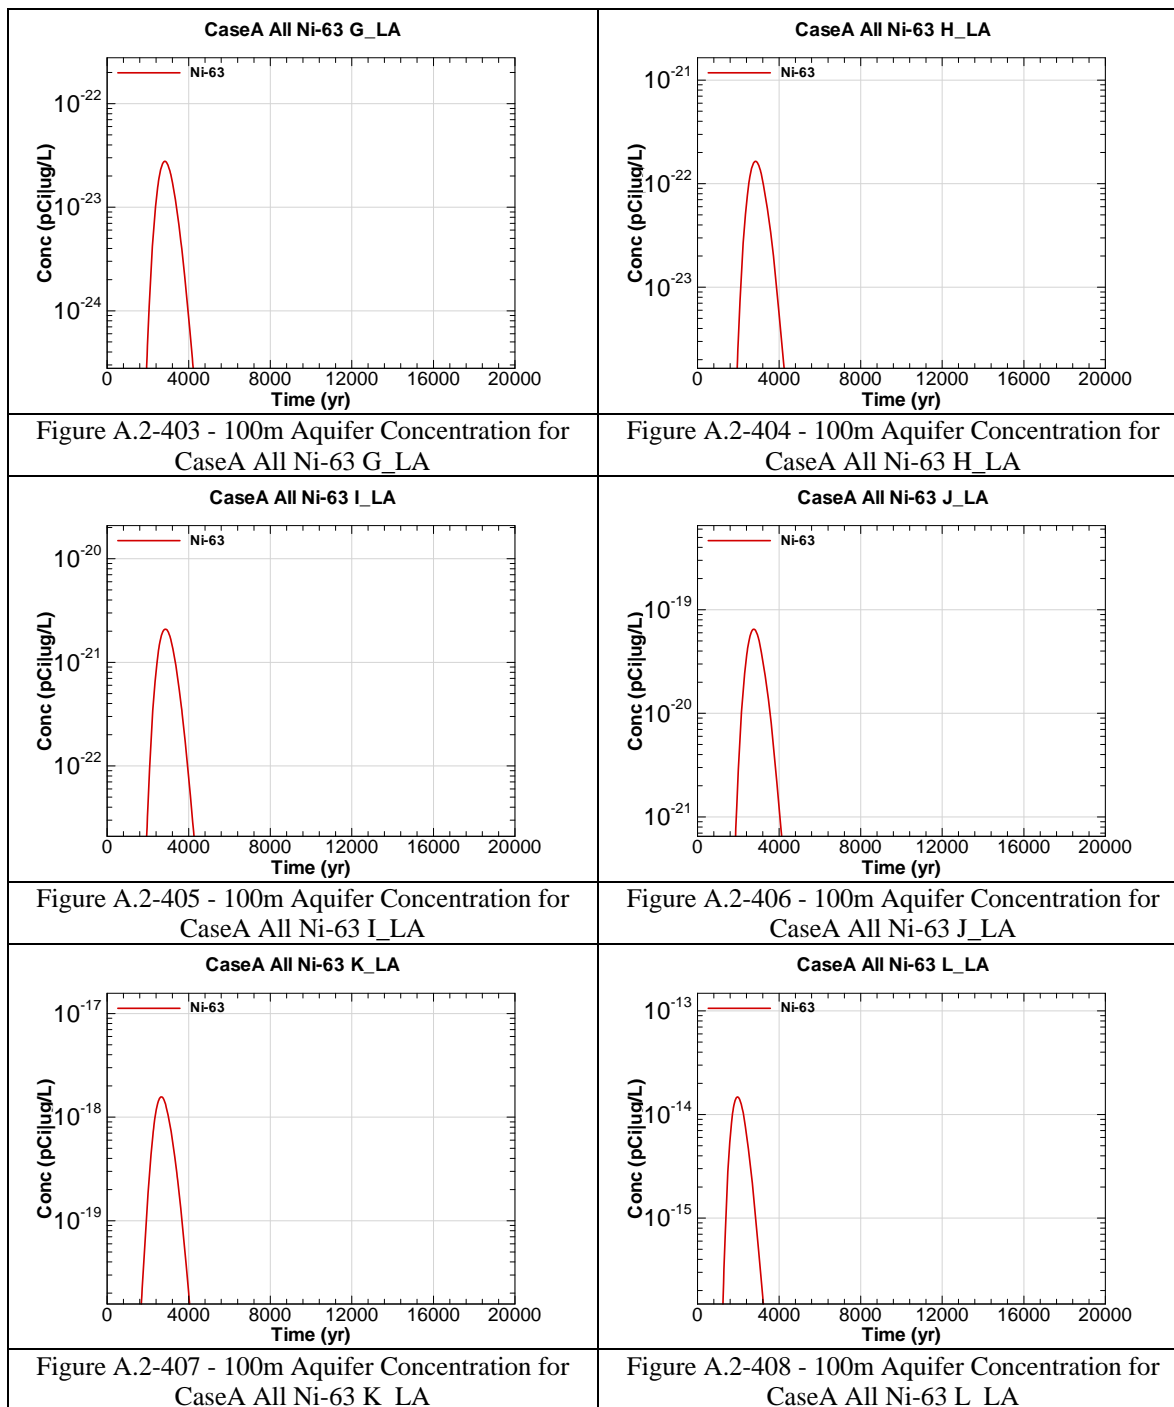 CaseA All Ni-63 G_LA
Ni-63
10-22
10-23
10-24
Conc (pCi|ug/L)
0 4000 8000 12000 16000 20000
Time (yr)
Figure A.2-403 - 100m Aquifer Concentration for
CaseA All Ni-63 G_LA
CaseA All Ni-63 H_LA
Ni-63
10-21
10-22
10-23
Conc (pCi|ug/L)
0 4000 8000 12000 16000 20000
Time (yr)
Figure A.2-404 - 100m Aquifer Concentration for
CaseA All Ni-63 H_LA
CaseA All Ni-63 I_LA
Ni-63
10-20
10-21
10-22
Conc (pCi|ug/L)
0 4000 8000 12000 16000 20000
Time (yr)
Figure A.2-405 - 100m Aquifer Concentration for
CaseA All Ni-63 I_LA
CaseA All Ni-63 J_LA
Ni-63
10-19
10-20
10-21
Conc (pCi|ug/L)
0 4000 8000 12000 16000 20000
Time (yr)
Figure A.2-406 - 100m Aquifer Concentration for
CaseA All Ni-63 J_LA
CaseA All Ni-63 K_LA
Ni-63
10-17
10-18
10-19
Conc (pCi|ug/L)
0 4000 8000 12000 16000 20000
Time (yr)
Figure A.2-407 - 100m Aquifer Concentration for
CaseA All Ni-63 K_LA
CaseA All Ni-63 L_LA
Ni-63
10-13
10-14
10-15
Conc (pCi|ug/L)
0 4000 8000 12000 16000 20000
Time (yr)
Figure A.2-408 - 100m Aquifer Concentration for
CaseA All Ni-63 L_LA